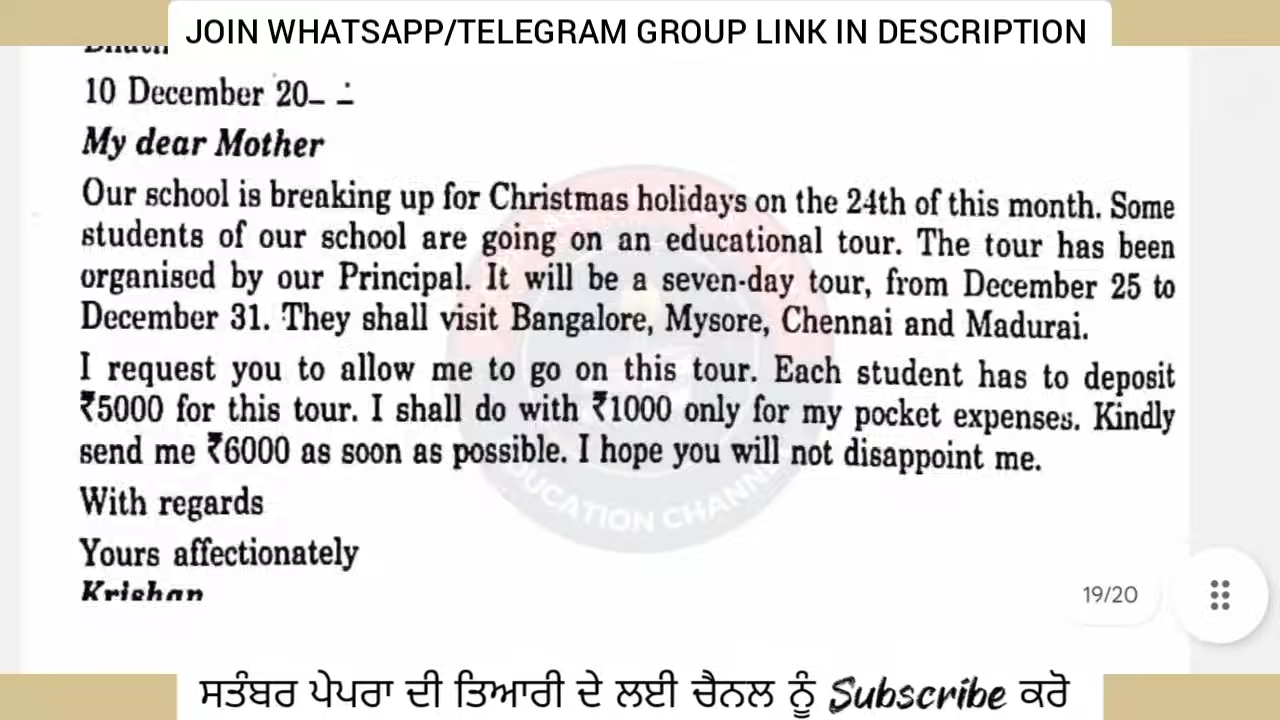 JOIN WHATSAPP/TELEGRAM GROUP LINK IN DESCRIPTION
10 December 20_ _
My dear Mother
Our school is breaking up for Christmas holidays on the 24th of this month. Some
students of our school are going on an educational tour. The tour has been
organised by our Principal. It will be a seven-day tour, from December 25 to
December 31. They shall visit Bangalore, Mysore, Chennai and Madurai.
I request you to allow me to go on this tour. Each student has to deposit
₹5000 for this tour. I shall do with ₹1000 only for my pocket expenses. Kindly
send me ₹6000 as soon as possible. I hope you will not disappoint me.
EDUCATION CHANNEL
With regards
Yours affectionately
Krishan
19/20
ਸਤੰਬਰ ਪੇਪਰਾ ਦੀ ਤਿਆਰੀ ਦੇ ਲਈ ਚੈਨਲ ਨੂੰ Subscribe ਕਰੋ